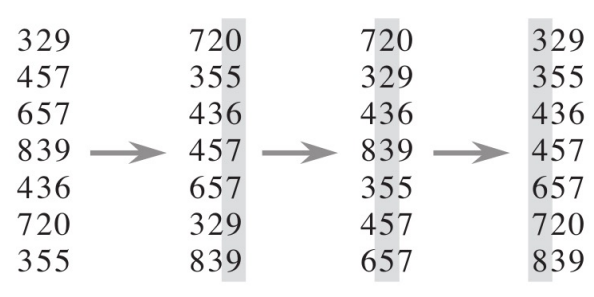 329 720 720 329
457 355 329 355
657 436 436 436
839 457 839 457
436 657 355 657
720 329 457 720
355 839 657 839